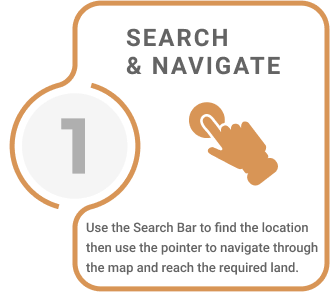 SEARCH
& NAVIGATE
1
Use the Search Bar to find the location
then use the pointer to navigate through
the map and reach the required land.